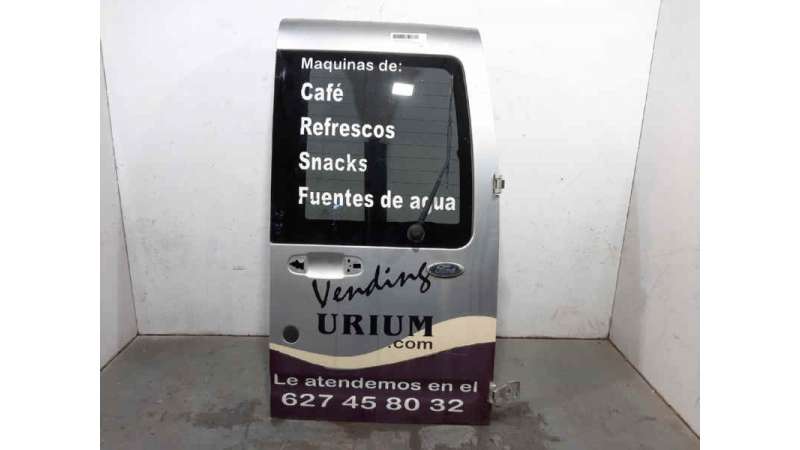 Maquinas de:
Café
Refrescos
Snacks
Fuentes de agua
Ford
Vending
URIUM
.com
Le atendemos en el
627 45 80 32